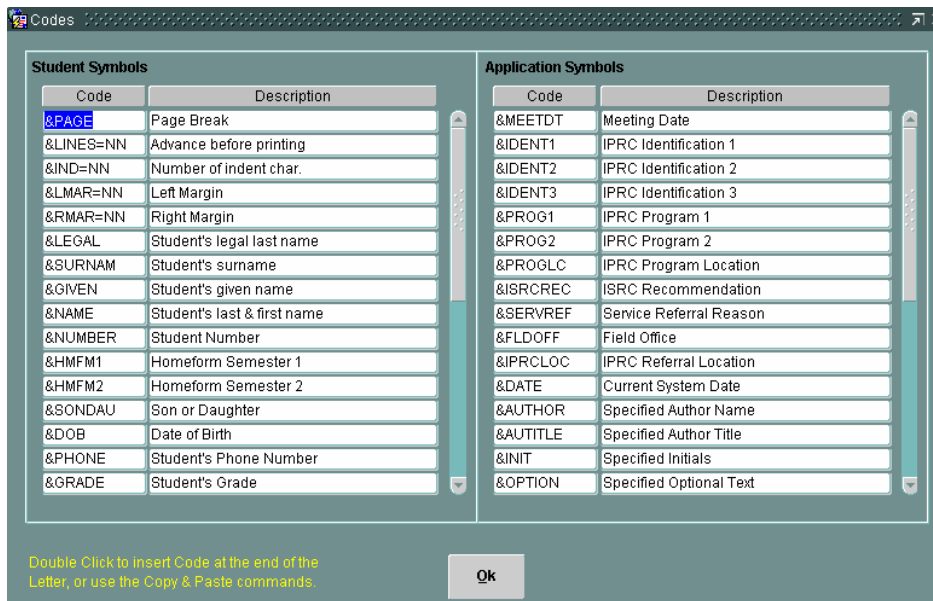 Codes
Student Symbols
Code Description
&PAGE Page Break
&LINES=NN Advance before printing
&IND=NN Number of indent char.
&LMAR=NN Left Margin
&RMAR=NN Right Margin
&LEGAL Student's legal last name
&SURNAM Student's surname
&GIVEN Student's given name
&NAME Student's last & first name
&NUMBER Student Number
&HMFM1 Homeform Semester 1
&HMFM2 Homeform Semester 2
&SONDAU Son or Daughter
&DOB Date of Birth
&PHONE Student's Phone Number
&GRADE Student's Grade
Application Symbols
Code Description
&MEETDT Meeting Date
&IDENT1 IPRC Identification 1
&IDENT2 IPRC Identification 2
&IDENT3 IPRC Identification 3
&PROG1 IPRC Program 1
&PROG2 IPRC Program 2
&PROGLC IPRC Program Location
&ISRCREC ISRC Recommendation
&SERVREF Service Referral Reason
&FLDOFF Field Office
&IPRCLOC IPRC Referral Location
&DATE Current System Date
&AUTHOR Specified Author Name
&AUTITLE Specified Author Title
&INIT Specified Initials
&OPTION Specified Optional Text
Double Click to insert Code at the end of the
Letter, or use the Copy & Paste commands.
Ok